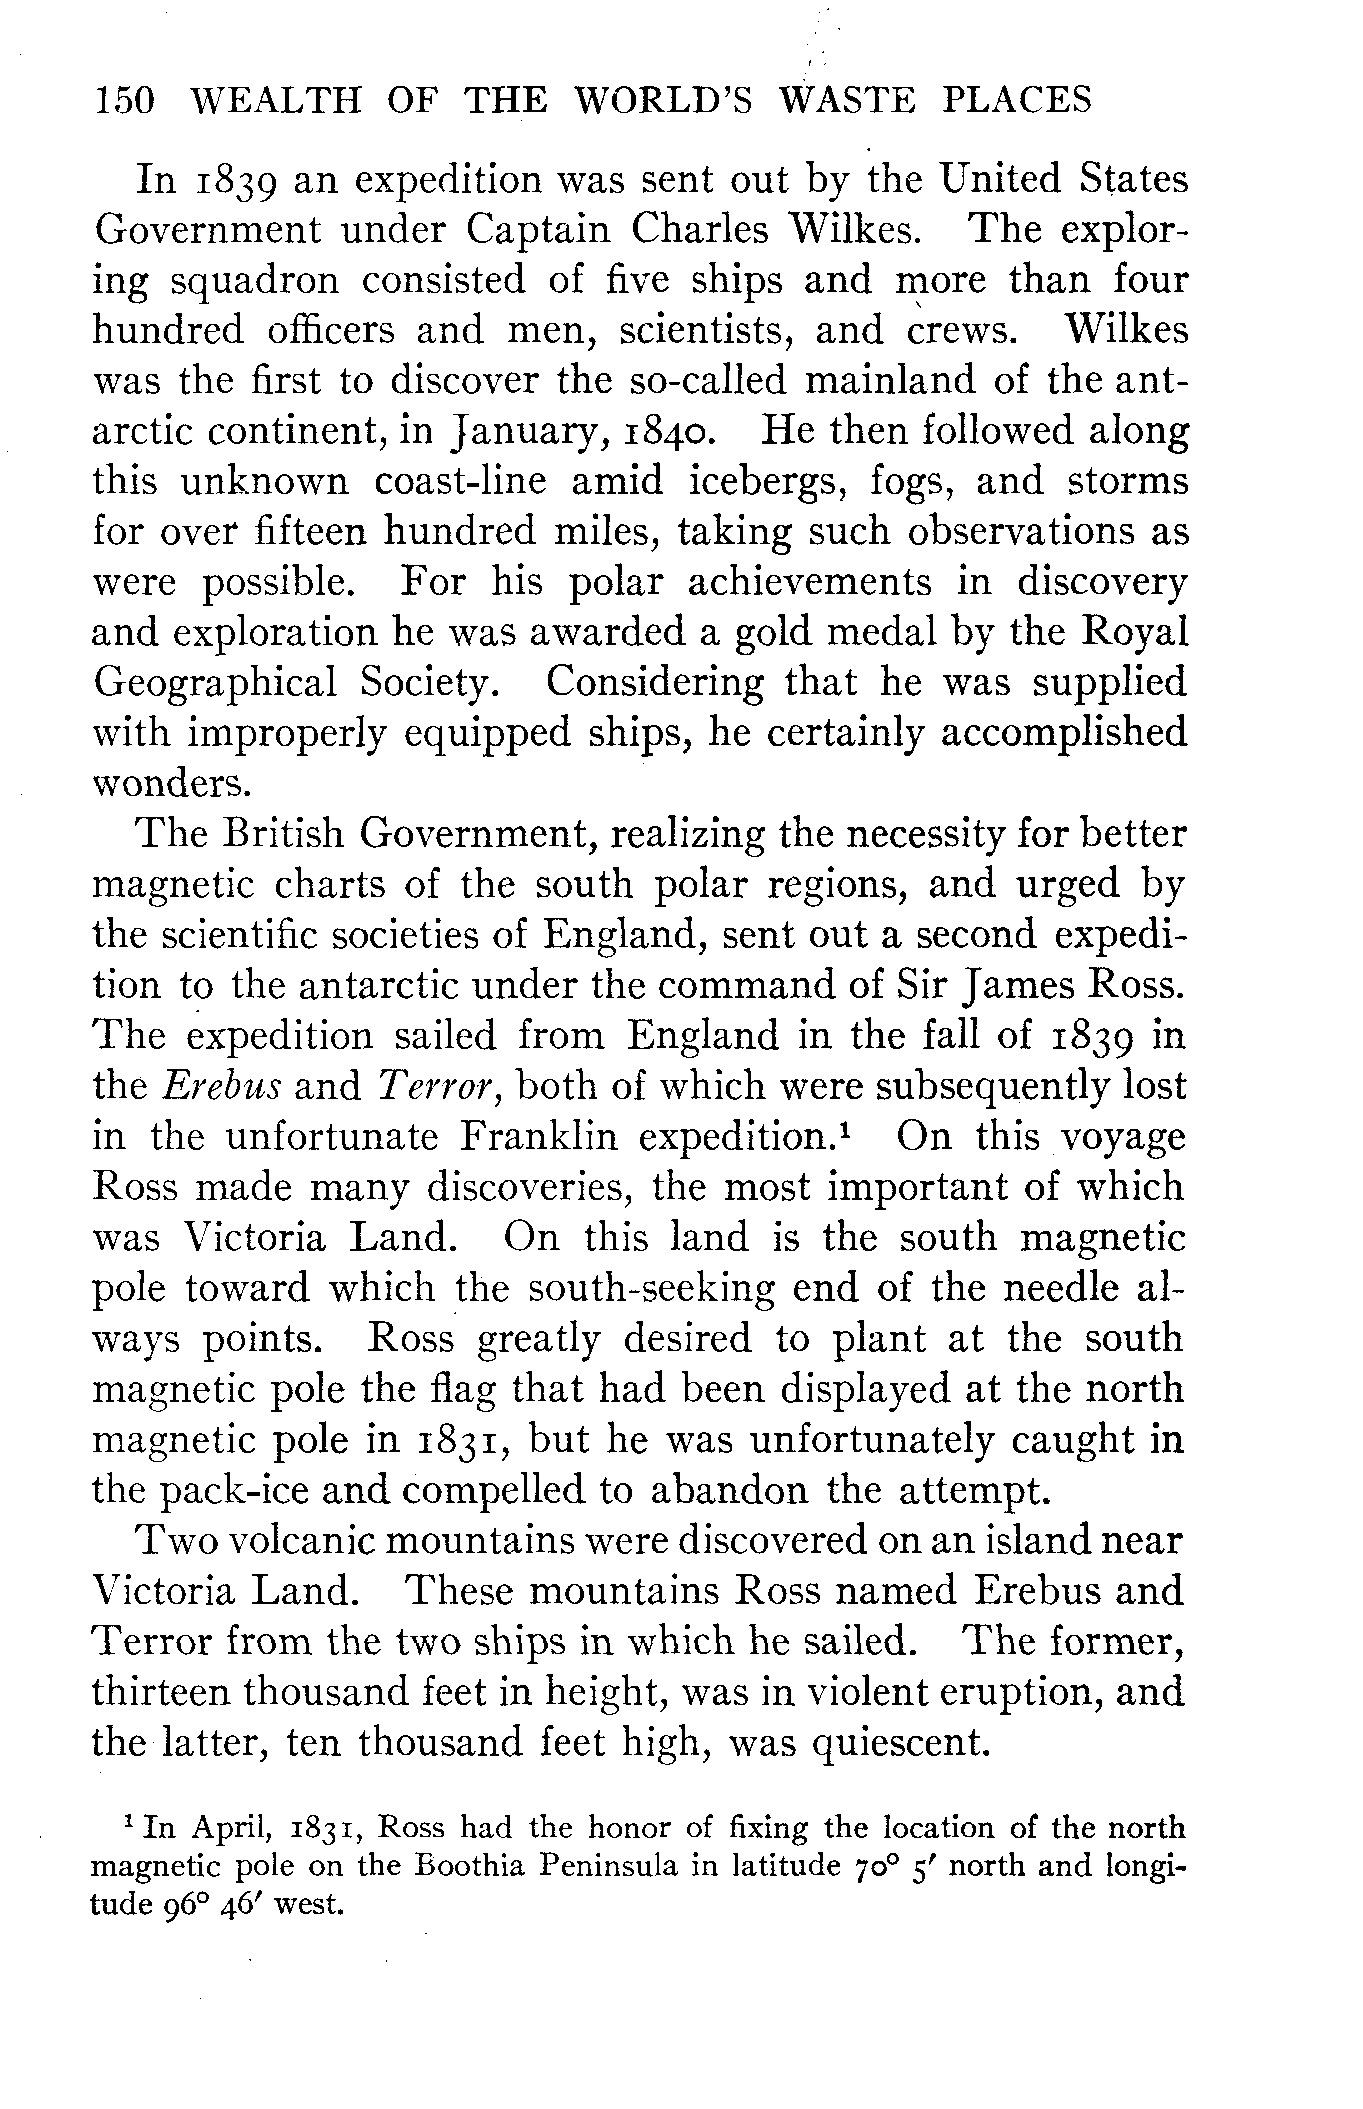 150 WEALTH OF THE WORLD'S WASTE PLACES
In 1839 an expedition was sent out by the United States
Government under Captain Charles Wilkes. The explor-
ing squadron consisted of five ships and more than four
hundred officers and men, scientists, and crews. Wilkes
was the first to discover the so-called mainland of the ant-
arctic continent, in January, 1840. He then followed along
this unknown coast-line amid icebergs, fogs, and storms
for over fifteen hundred miles, taking such observations as
were possible. For his polar achievements in discovery
and exploration he was awarded a gold medal by the Royal
Geographical Society. Considering that he was supplied
with improperly equipped ships, he certainly accomplished
wonders.
The British Government, realizing the necessity for better
magnetic charts of the south polar regions, and urged by
the scientific societies of England, sent out a second expedi-
tion to the antarctic under the command of Sir James Ross.
The expedition sailed from England in the fall of 1839 in
the Erebus and Terror, both of which were subsequently lost
in the unfortunate Franklin expedition.¹ On this voyage
Ross made many discoveries, the most important of which
was Victoria Land. On this land is the south magnetic
pole toward which the south-seeking end of the needle al-
ways points. Ross greatly desired to plant at the south
magnetic pole the flag that had been displayed at the north
magnetic pole in 1831, but he was unfortunately caught in
the pack-ice and compelled to abandon the attempt.
Two volcanic mountains were discovered on an island near
Victoria Land. These mountains Ross named Erebus and
Terror from the two ships in which he sailed. The former,
thirteen thousand feet in height, was in violent eruption, and
the latter, ten thousand feet high, was quiescent.
¹ In April, 1831, Ross had the honor of fixing the location of the north
magnetic pole on the Boothia Peninsula in latitude 70° 5′ north and longi-
tude 96° 46′ west.